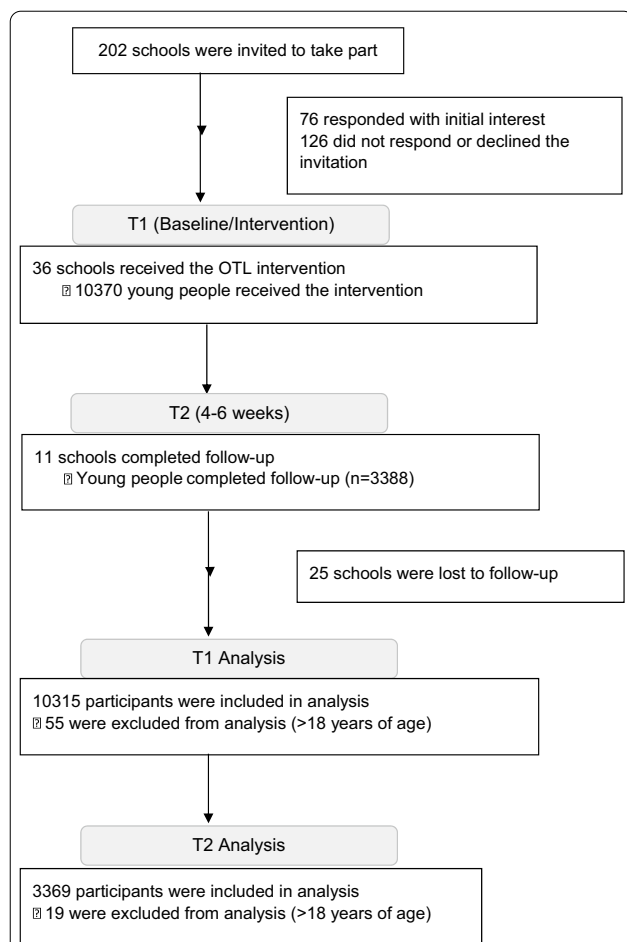 202 schools were invited to take part
76 responded with initial interest
126 did not respond or declined the
invitation
T1 (Baseline/Intervention)
36 schools received the OTL intervention
10370 young people received the intervention
T2 (4-6 weeks)
11 schools completed follow-up
Young people completed follow-up (n=3388)
25 schools were lost to follow-up
T1 Analysis
10315 participants were included in analysis
55 were excluded from analysis (>18 years of age)
T2 Analysis
3369 participants were included in analysis
19 were excluded from analysis (>18 years of age)